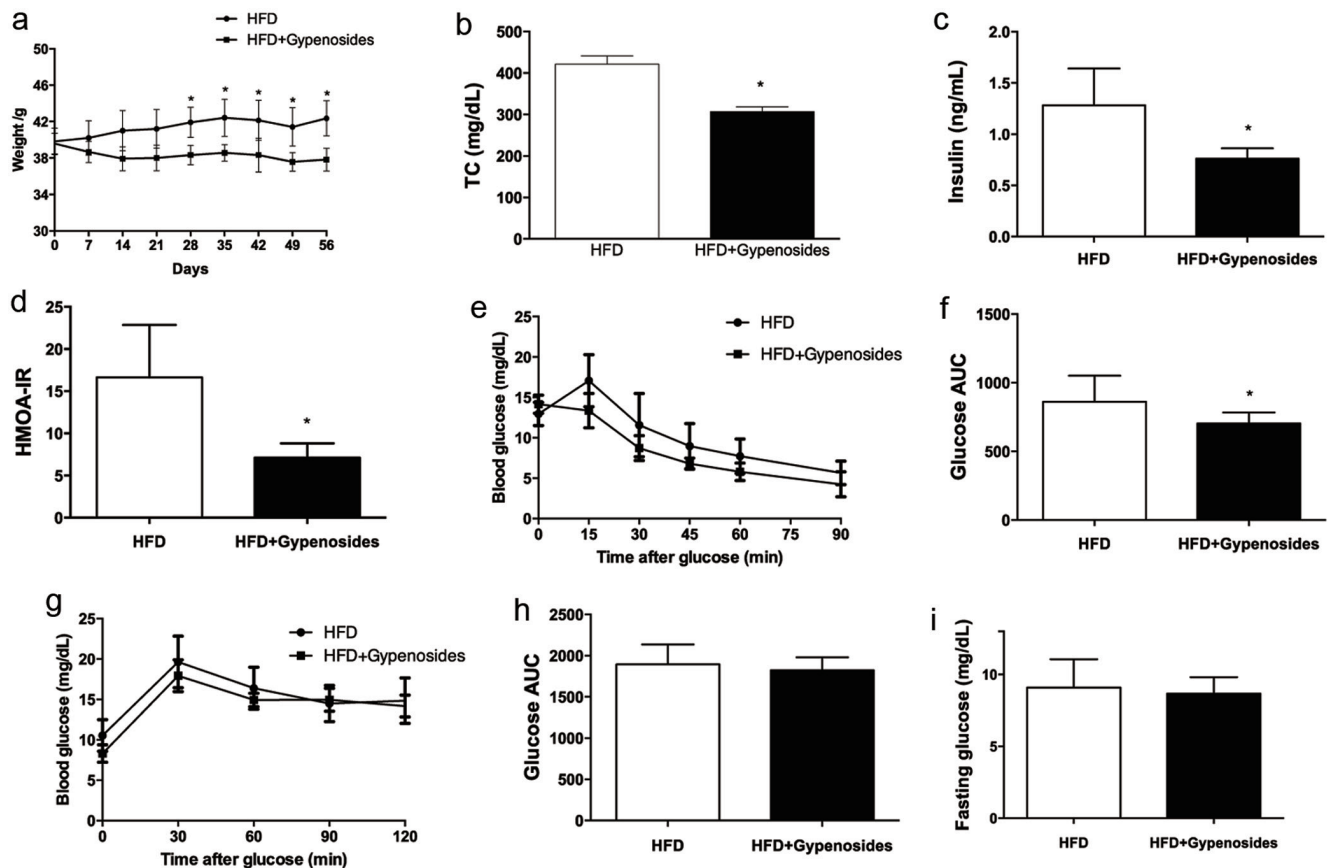 a
HFD
HFD+Gypenosides
50
46
42
38
34
30
Weight /g
* * * * *
0 7 14 21 28 35 42 49 56
Days
b
500
400
300
200
100
0
TC (mg/dL)
*
HFD HFD+Gypenosides
c
2.0
1.5
1.0
0.5
0.0
Insulin (ng/mL)
*
HFD HFD+Gypenosides
d
25
20
15
10
5
0
HMOA-IR
*
HFD HFD+Gypenosides
e
HFD
HFD+Gypenosides
25
20
15
10
5
0
Blood glucose (mg/dL)
0 15 30 45 60 75 90
Time after glucose (min)
f
1500
1000
500
0
Glucose AUC
*
HFD HFD+Gypenosides
g
HFD
HFD+Gypenosides
25
20
15
10
5
0
Blood glucose (mg/dL)
0 30 60 90 120
Time after glucose (min)
h
2500
2000
1500
1000
500
0
Glucose AUC
HFD HFD+Gypenosides
i
10
5
0
Fasting glucose (mg/dL)
HFD HFD+Gypenosides